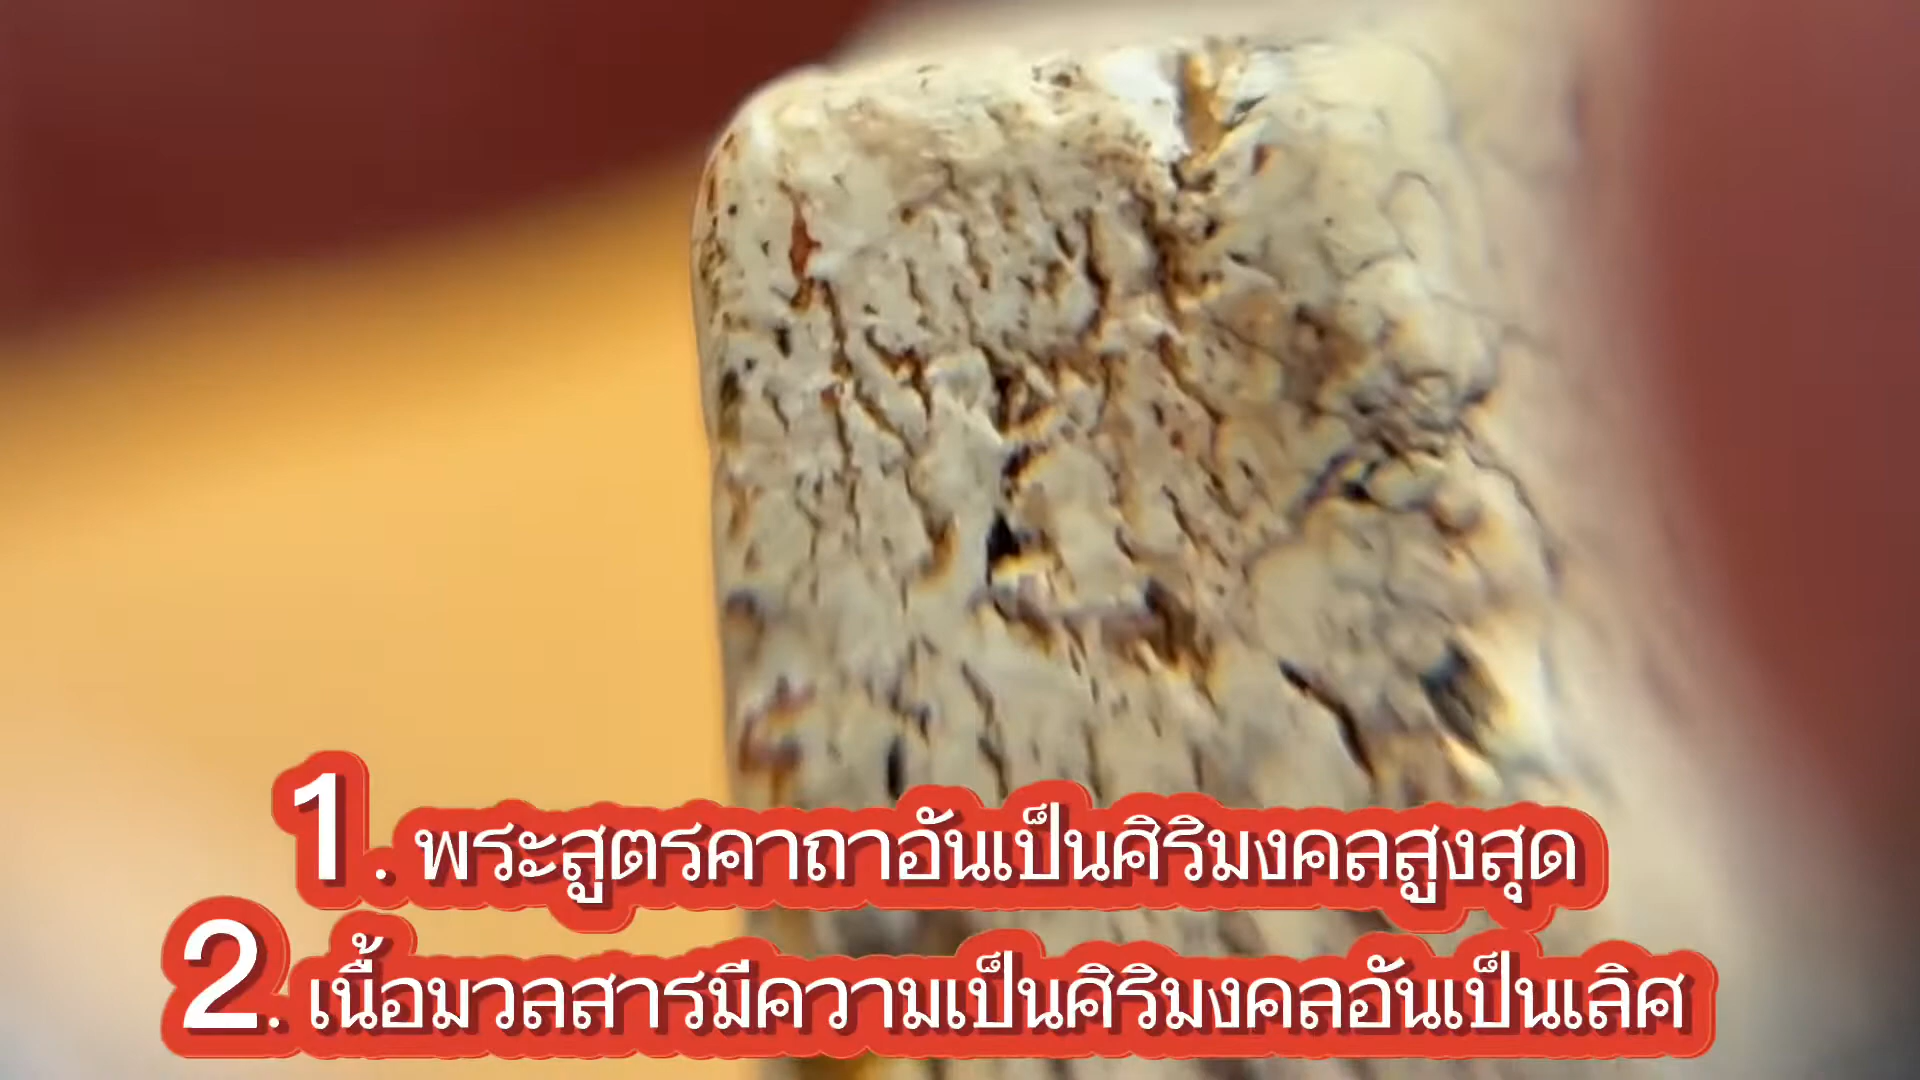 1. พระสูตรคาถาอันเป็นศิริมงคลสูงสุด
2. เนื้อมวลสารมีความเป็นศิริมงคลอันเป็นเลิศ